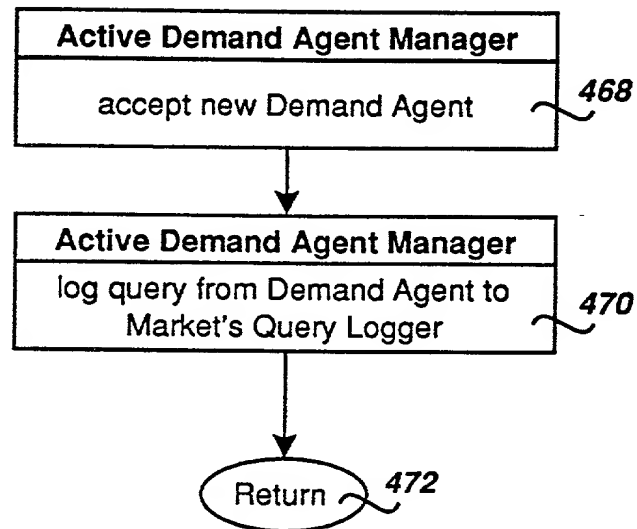 Active Demand Agent Manager
accept new Demand Agent
468
Active Demand Agent Manager
log query from Demand Agent to
Market's Query Logger
470
Return
472